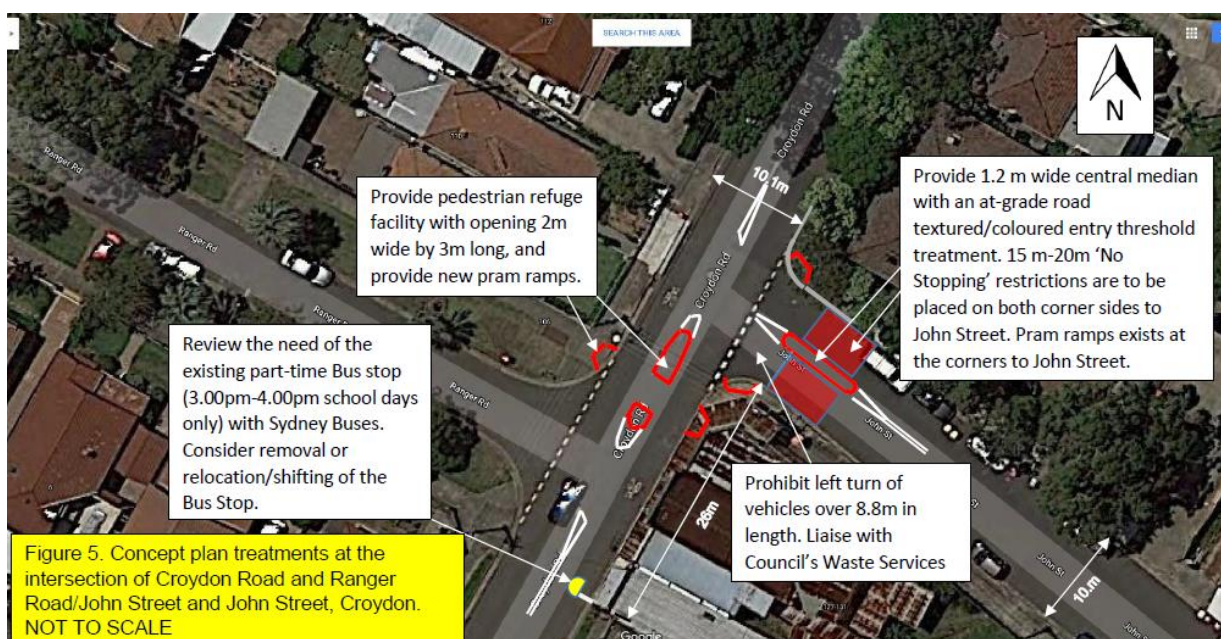 SEARCH THIS AREA
N
112
110
Croydon Rd
10.1m
Ranger Rd
Ranger Rd
Provide pedestrian refuge
facility with opening 2m
wide by 3m long, and
provide new pram ramps.
Croydon Rd
Provide 1.2 m wide central median
with an at-grade road
textured/coloured entry threshold
treatment. 15 m-20m ‘No
Stopping’ restrictions are to be
placed on both corner sides to
John Street. Pram ramps exists at
the corners to John Street.
Review the need of the
existing part-time Bus stop
(3.00pm-4.00pm school days
only) with Sydney Buses.
Consider removal or
relocation/shifting of the
Bus Stop.
Ranger Rd
Croydon Rd
John St
John St
26m
Prohibit left turn of
vehicles over 8.8m in
length. Liaise with
Council’s Waste Services
John St
10.m
127-131
Google
Figure 5. Concept plan treatments at the
intersection of Croydon Road and Ranger
Road/John Street and John Street, Croydon.
NOT TO SCALE